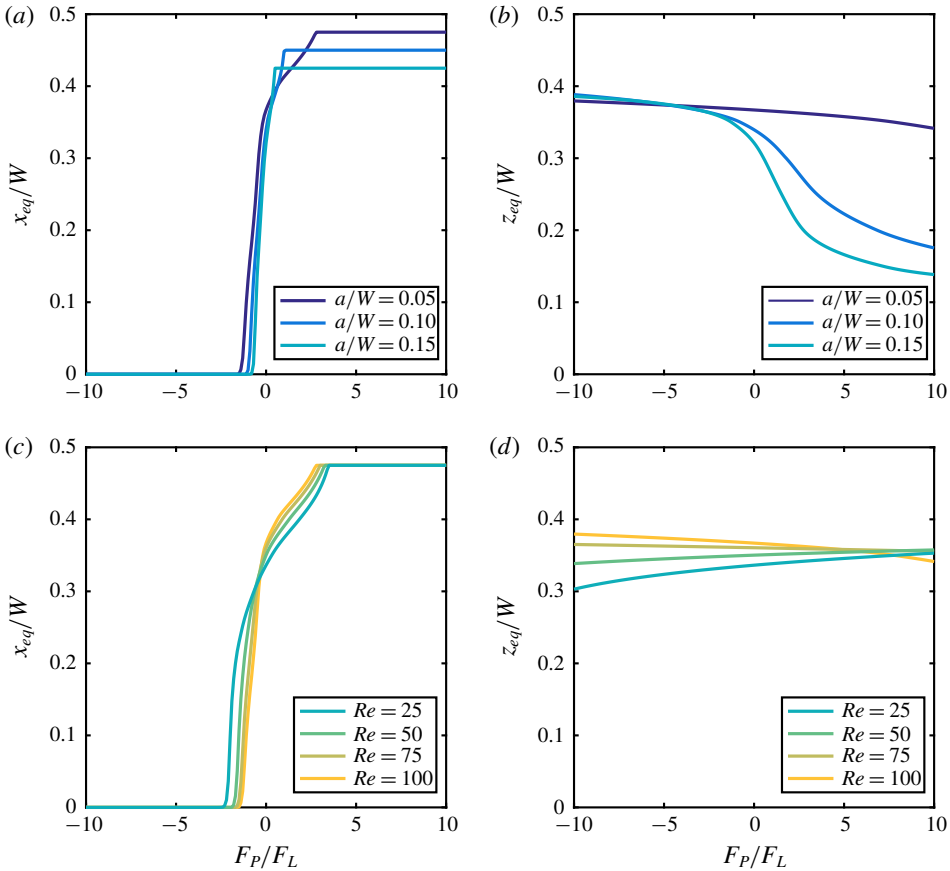 (a)
0.5
0.4
0.3
0.2
0.1
0
x_eq/W
a/W = 0.05
a/W = 0.10
a/W = 0.15
−10
−5
0
5
10
(b)
0.5
0.4
0.3
0.2
0.1
0
z_eq/W
a/W = 0.05
a/W = 0.10
a/W = 0.15
−10
−5
0
5
10
(c)
0.5
0.4
0.3
0.2
0.1
0
x_eq/W
Re = 25
Re = 50
Re = 75
Re = 100
−10
−5
0
5
10
F_P/F_L
(d)
0.5
0.4
0.3
0.2
0.1
0
z_eq/W
Re = 25
Re = 50
Re = 75
Re = 100
−10
−5
0
5
10
F_P/F_L